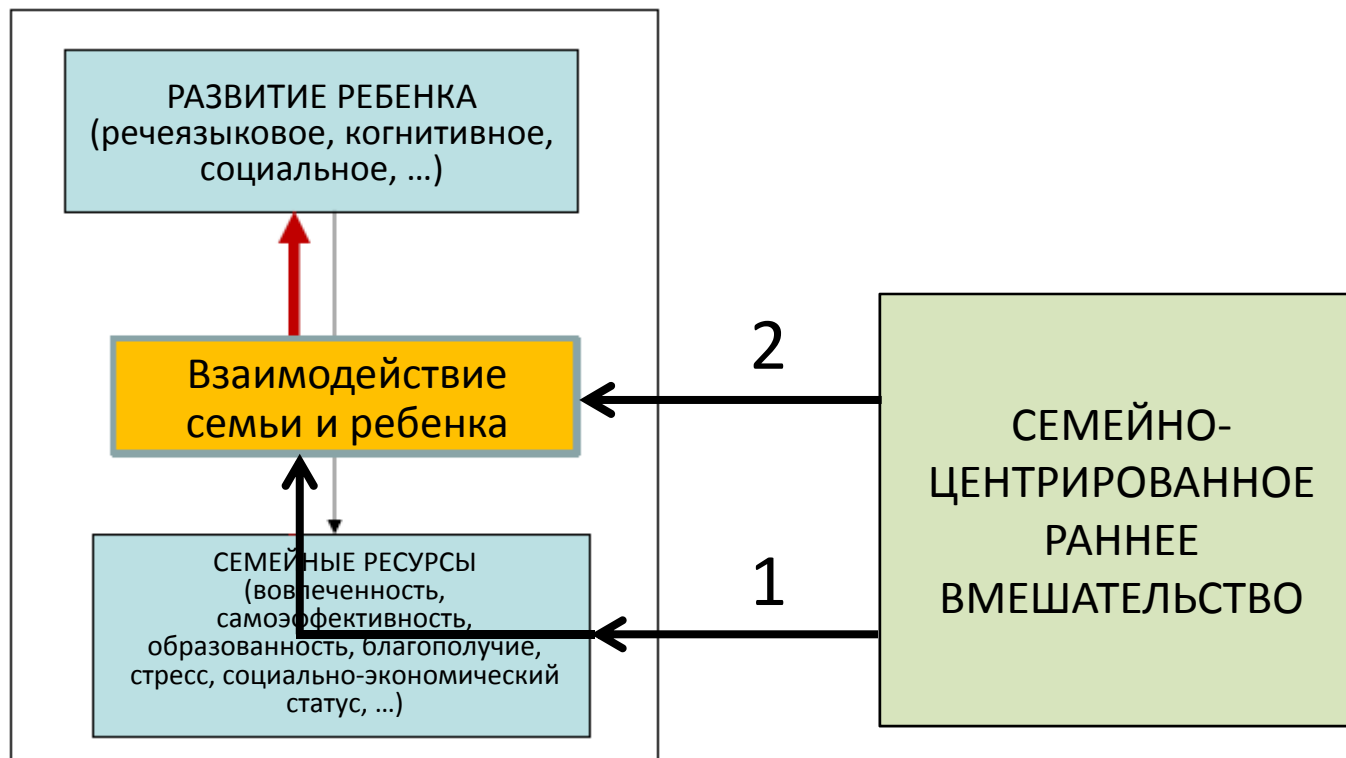 РАЗВИТИЕ РЕБЕНКА
(речеязыковое, когнитивное,
социальное, …)
Взаимодействие
семьи и ребенка
СЕМЕЙНЫЕ РЕСУРСЫ
(вовлеченность,
самоэффективность,
образованность, благополучие,
стресс, социально-экономический
статус, …)
2
1
СЕМЕЙНО-
ЦЕНТРИРОВАННОЕ
РАННЕЕ
ВМЕШАТЕЛЬСТВО